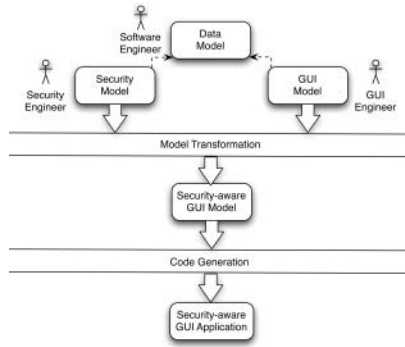 Software
Engineer
Data
Model
Security
Engineer
Security
Model
GUI
Model
GUI
Engineer
Model Transformation
Security-aware
GUI Model
Code Generation
Security-aware
GUI Application